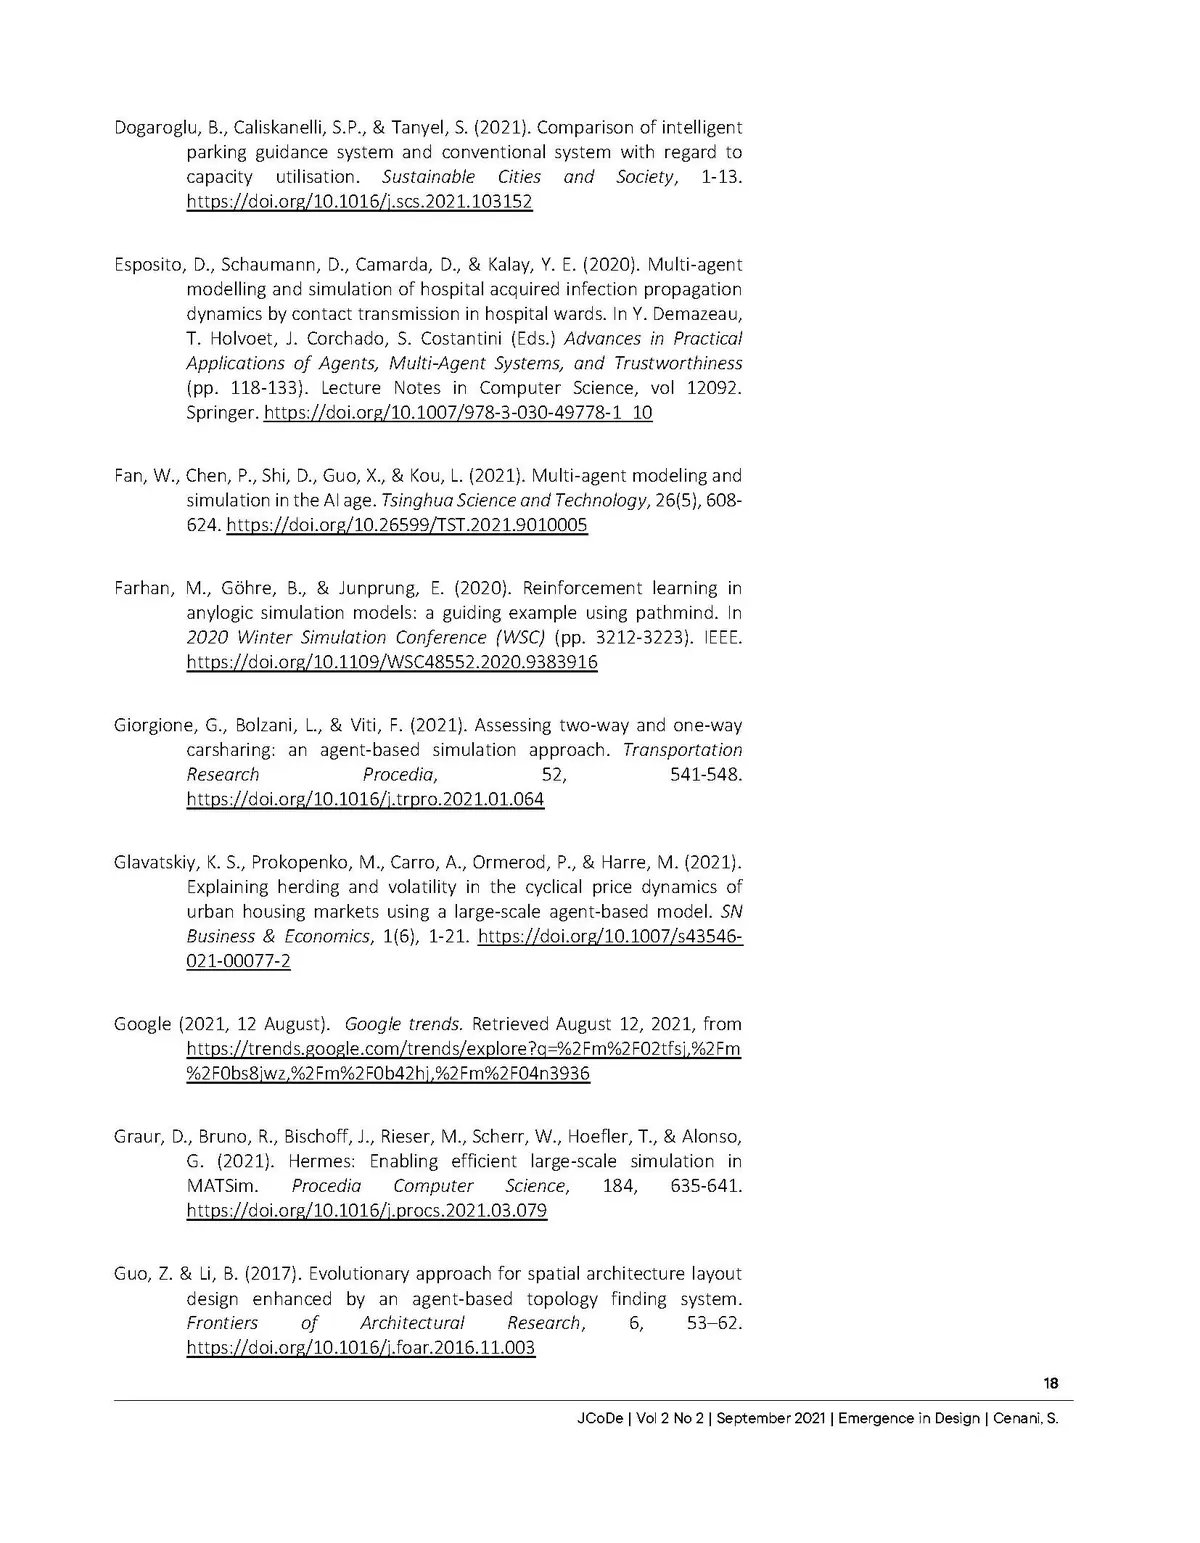 Dogaroglu, B., Caliskanelli, S.P., & Tanyel, S. (2021). Comparison of intelligent
parking guidance system and conventional system with regard to
capacity utilisation. Sustainable Cities and Society, 1-13.
https://doi.org/10.1016/j.scs.2021.103152
Esposito, D., Schaumann, D., Camarda, D., & Kalay, Y. E. (2020). Multi-agent
modelling and simulation of hospital acquired infection propagation
dynamics by contact transmission in hospital wards. In Y. Demazeau,
T. Holvoet, J. Corchado, S. Costantini (Eds.) Advances in Practical
Applications of Agents, Multi-Agent Systems, and Trustworthiness
(pp. 118-133). Lecture Notes in Computer Science, vol 12092.
Springer. https://doi.org/10.1007/978-3-030-49778-1_10
Fan, W., Chen, P., Shi, D., Guo, X., & Kou, L. (2021). Multi-agent modeling and
simulation in the AI age. Tsinghua Science and Technology, 26(5), 608-
624. https://doi.org/10.26599/TST.2021.9010005
Farhan, M., Göhre, B., & Junprung, E. (2020). Reinforcement learning in
anylogic simulation models: a guiding example using pathmind. In
2020 Winter Simulation Conference (WSC) (pp. 3212-3223). IEEE.
https://doi.org/10.1109/WSC48552.2020.9383916
Giorgione, G., Bolzani, L., & Viti, F. (2021). Assessing two-way and one-way
carsharing: an agent-based simulation approach. Transportation
Research Procedia, 52, 541-548.
https://doi.org/10.1016/j.trpro.2021.01.064
Glavatskiy, K. S., Prokopenko, M., Carro, A., Ormerod, P., & Harre, M. (2021).
Explaining herding and volatility in the cyclical price dynamics of
urban housing markets using a large-scale agent-based model. SN
Business & Economics, 1(6), 1-21. https://doi.org/10.1007/s43546-
021-00077-2
Google (2021, 12 August). Google trends. Retrieved August 12, 2021, from
https://trends.google.com/trends/explore?q=%2Fm%2F02tfsj,%2Fm
%2F0bs8jwz,%2Fm%2F0b42hj,%2Fm%2F04n3936
Graur, D., Bruno, R., Bischoff, J., Rieser, M., Scherr, W., Hoefler, T., & Alonso,
G. (2021). Hermes: Enabling efficient large-scale simulation in
MATSim. Procedia Computer Science, 184, 635-641.
https://doi.org/10.1016/j.procs.2021.03.079
Guo, Z. & Li, B. (2017). Evolutionary approach for spatial architecture layout
design enhanced by an agent-based topology finding system.
Frontiers of Architectural Research, 6, 53–62.
https://doi.org/10.1016/j.foar.2016.11.003
18
JCoDe | Vol 2 No 2 | September 2021 | Emergence in Design | Cenani, S.